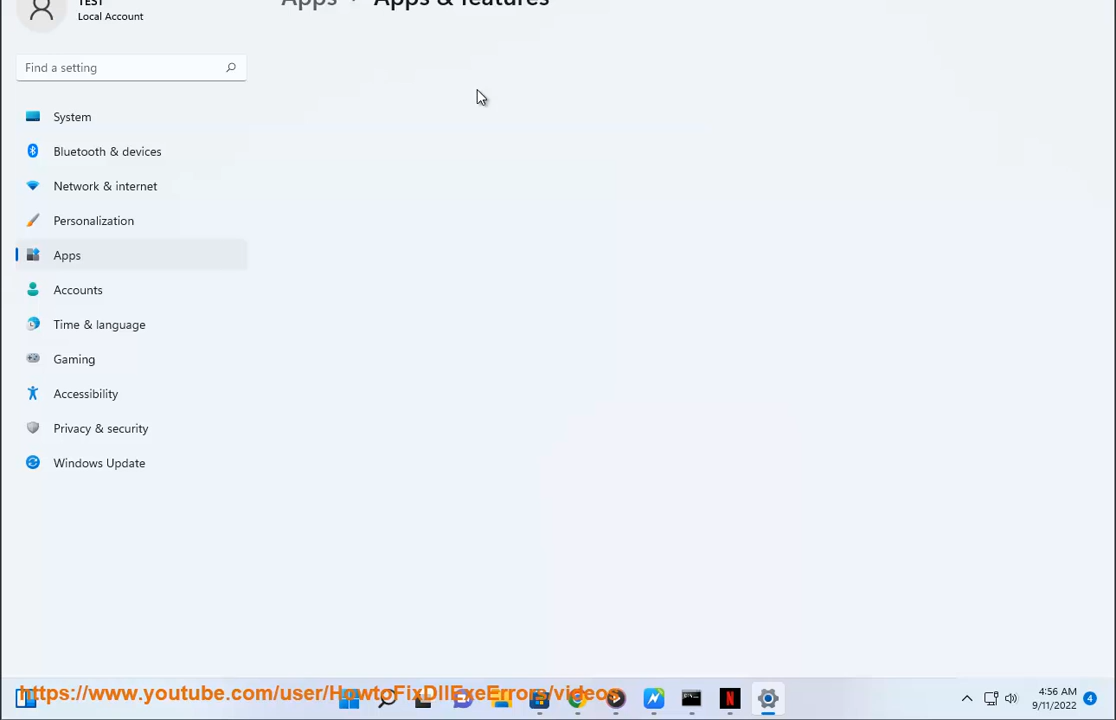 TEST
Apps › Apps & features
Local Account
Find a setting
System
Bluetooth & devices
Network & internet
Personalization
Apps
Accounts
Time & language
Gaming
Accessibility
Privacy & security
Windows Update
https://www.youtube.com/user/HowtoFixDllExeErrors/videos
N
4:56 AM
9/11/2022
4